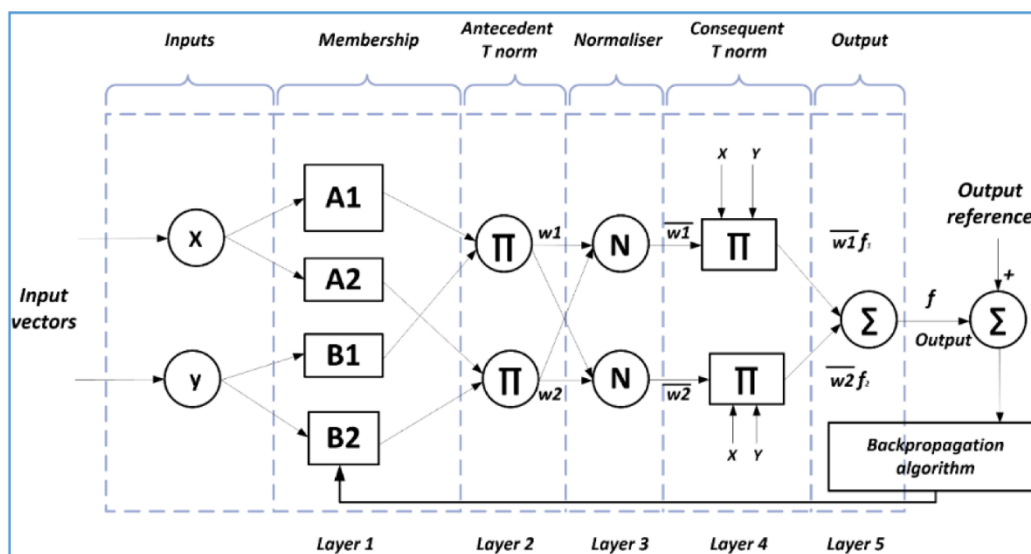 Inputs
Membership
Antecedent
T norm
Normaliser
Consequent
T norm
Output
X
Y
A1
Output
reference
x
w1
w1
w1 f₁
Π
N
Π
+
A2
Input
vectors
f
Σ
Σ
B1
Output
y
Π
w2
N
w2
Π
w2 f₂
B2
X
Y
Backpropagation
algorithm
Layer 1
Layer 2
Layer 3
Layer 4
Layer 5